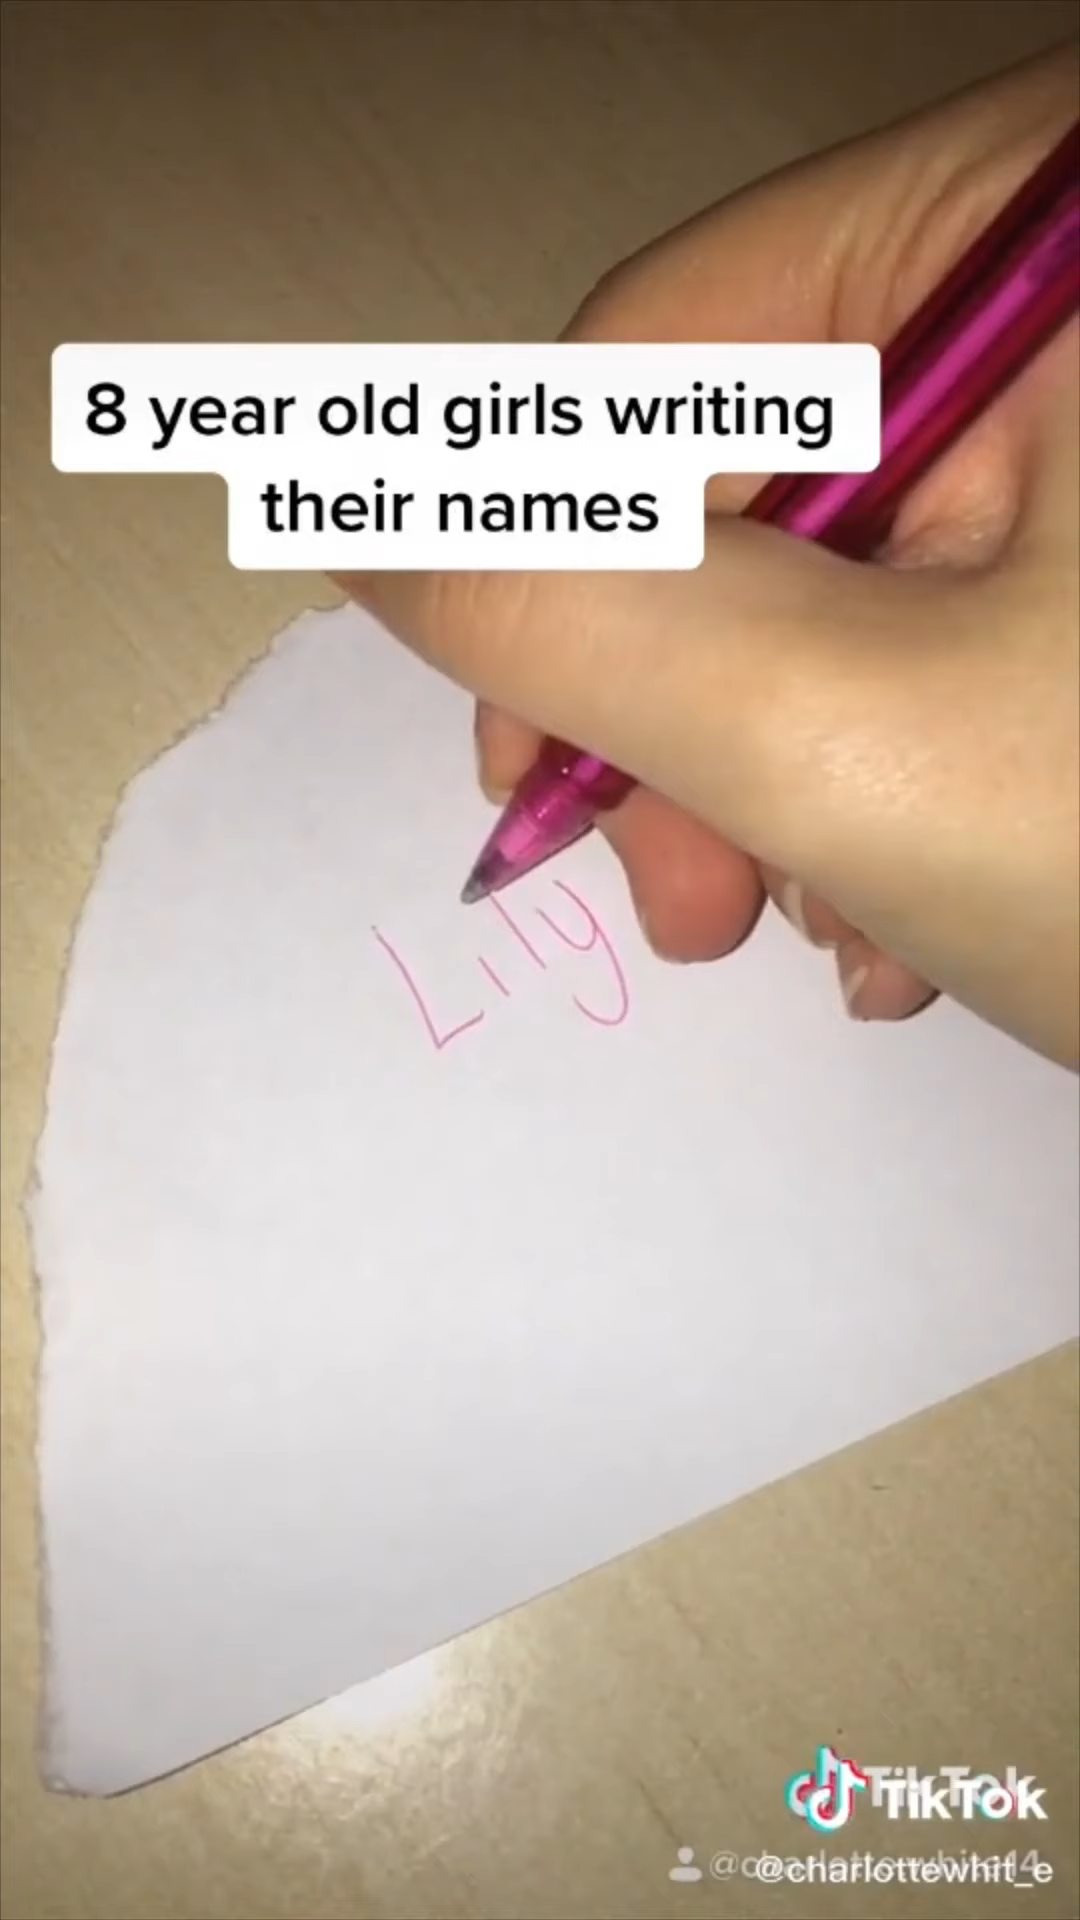 8 year old girls writing
their names
Lily
TikTok
@charlottewhit_e